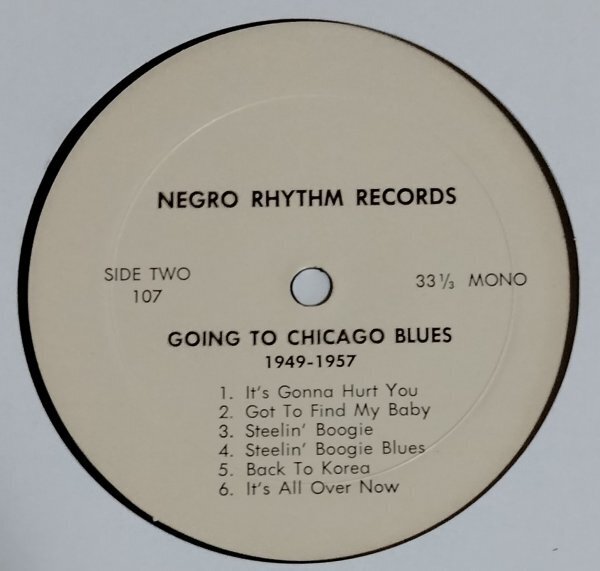 NEGRO RHYTHM RECORDS
SIDE TWO
107
33 1/3 MONO
GOING TO CHICAGO BLUES
1949-1957
1. It's Gonna Hurt You
2. Got To Find My Baby
3. Steelin' Boogie
4. Steelin' Boogie Blues
5. Back To Korea
6. It's All Over Now